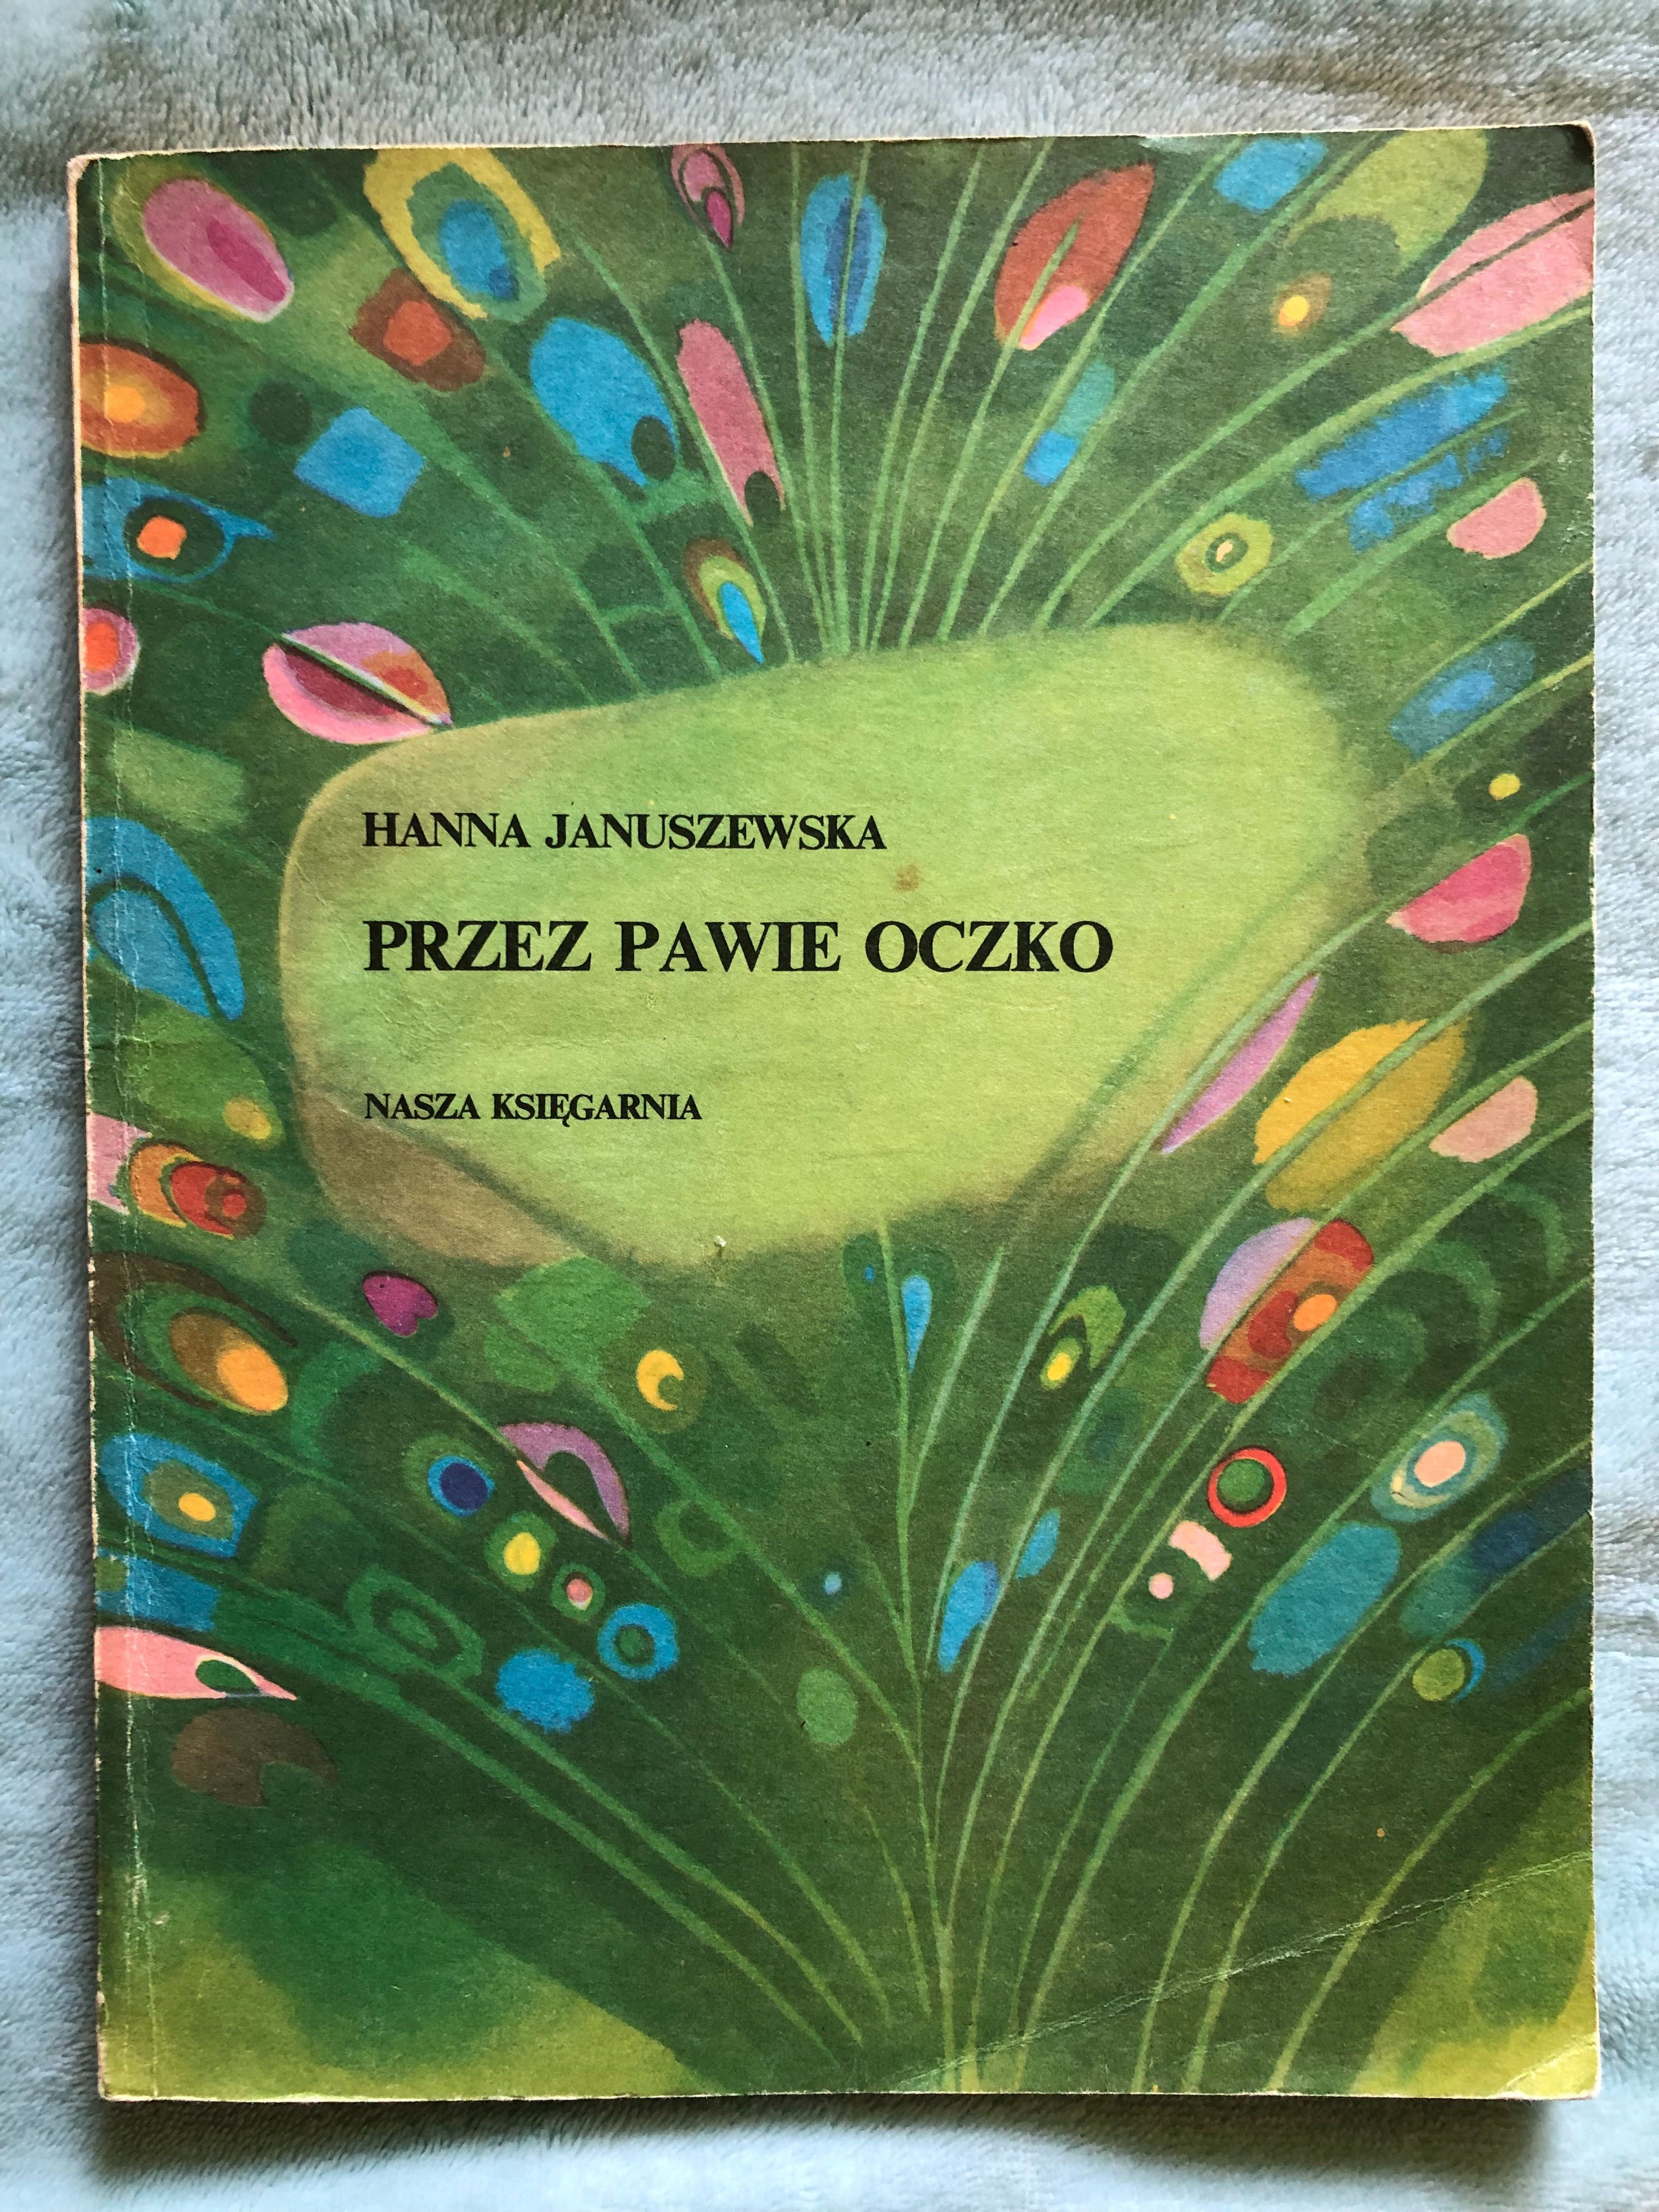 HANNA JANUSZEWSKA
PRZEZ PAWIE OCZKO
NASZA KSIĘGARNIA